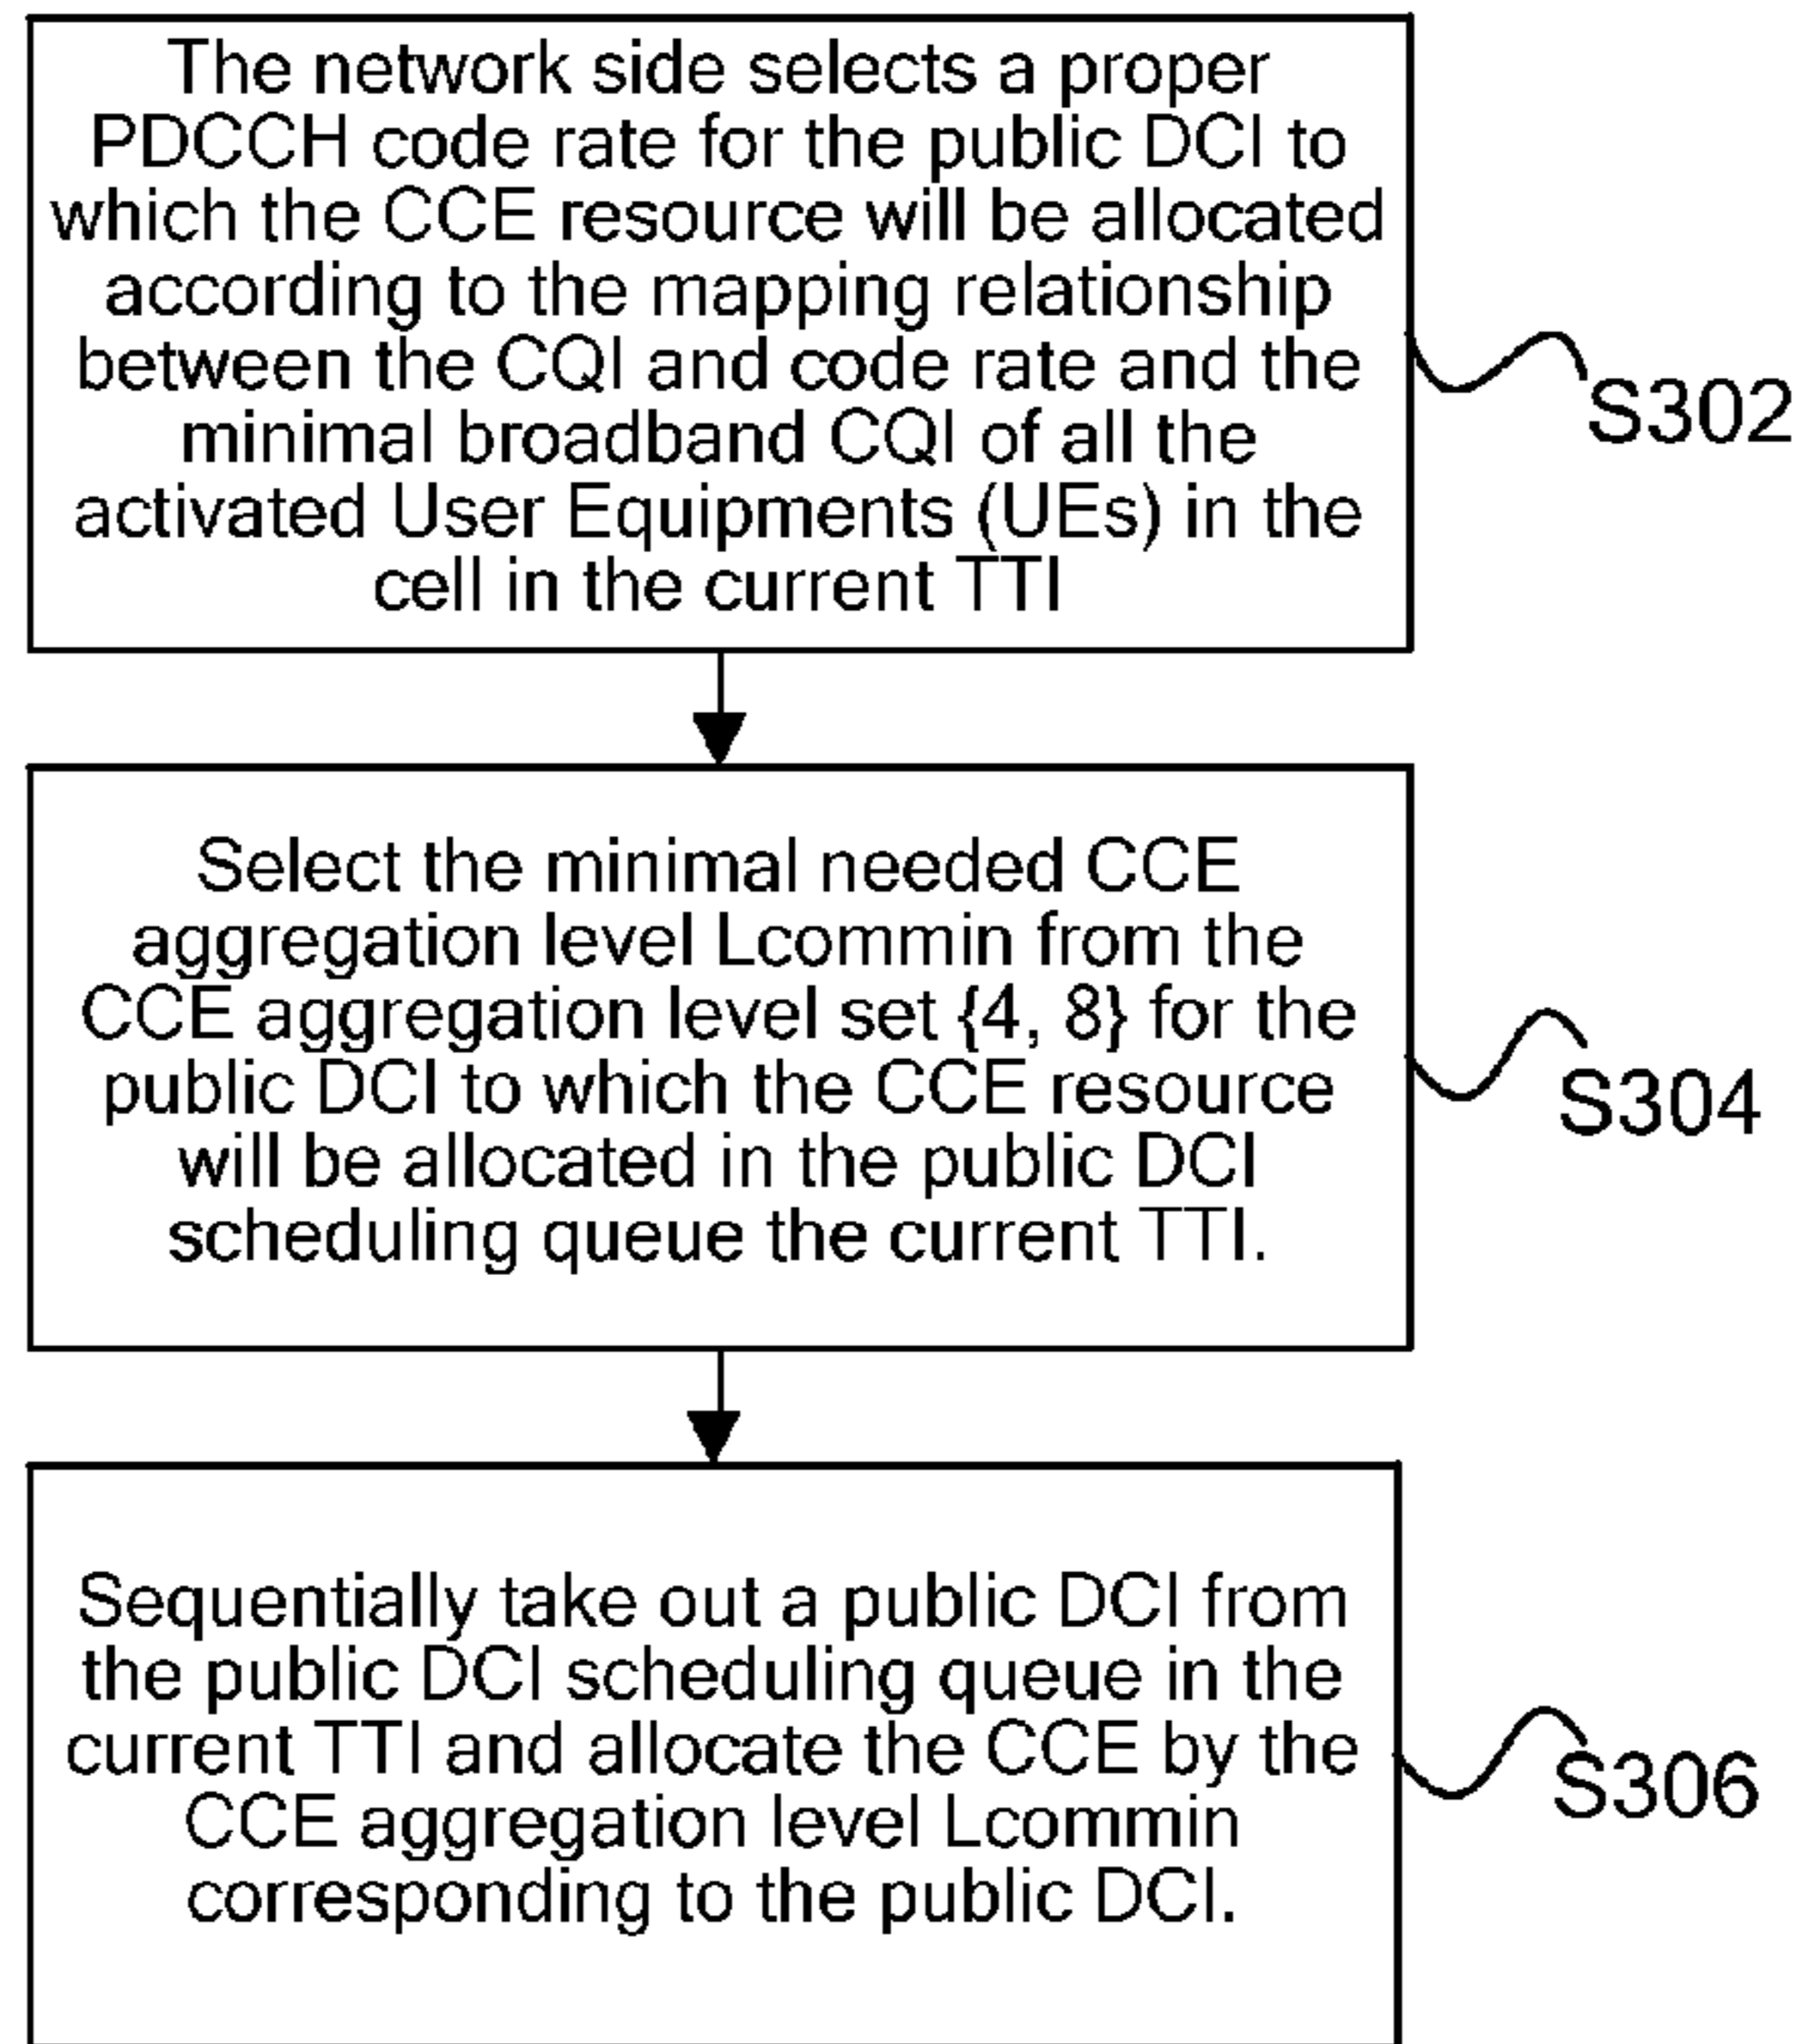 The network side selects a proper
PDCCH code rate for the public DCI to
which the CCE resource will be allocated
according to the mapping relationship
between the CQI and code rate and the
minimal broadband CQI of all the
activated User Equipments (UEs) in the
cell in the current TTI
S302
Select the minimal needed CCE
aggregation level Lcommin from the
CCE aggregation level set {4, 8} for the
public DCI to which the CCE resource
will be allocated in the public DCI
scheduling queue the current TTI.
S304
Sequentially take out a public DCI from
the public DCI scheduling queue in the
current TTI and allocate the CCE by the
CCE aggregation level Lcommin
corresponding to the public DCI.
S306